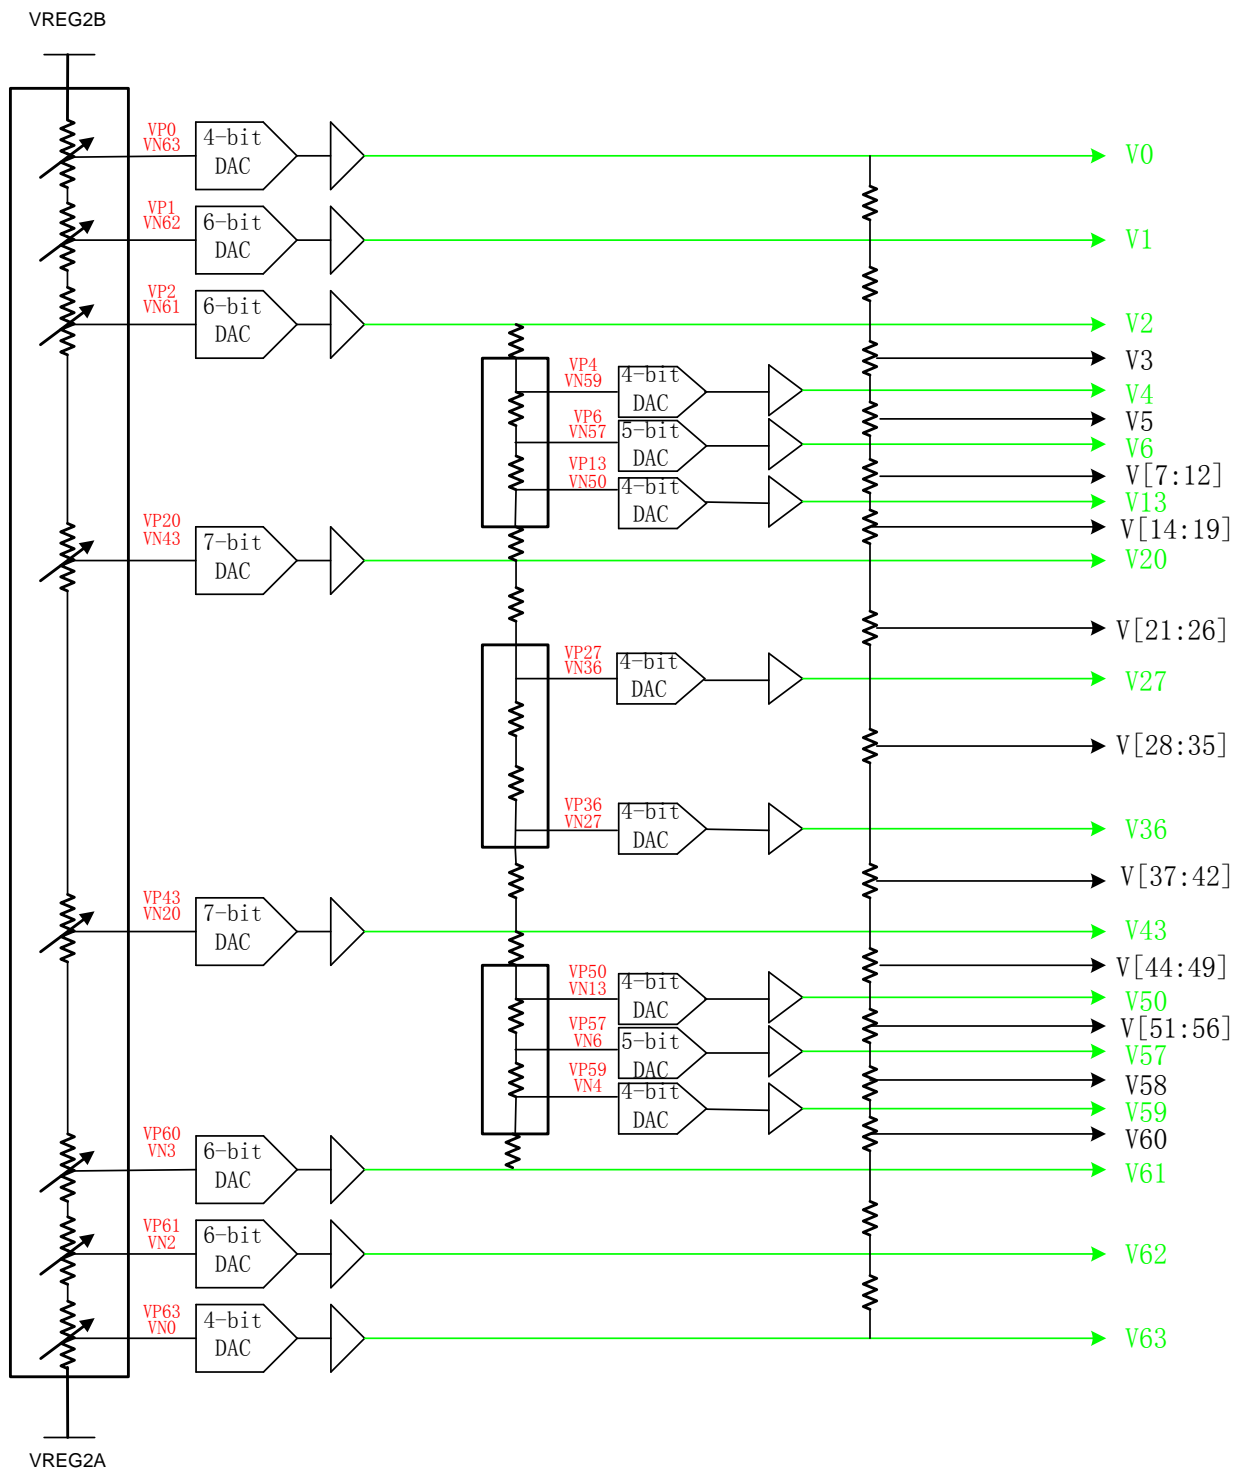 VREG2B
VP0
VN63
4-bit
DAC
V0
VP1
VN62
6-bit
DAC
V1
VP2
VN61
6-bit
DAC
V2
V3
VP4
VN59
4-bit
DAC
V4
V5
VP6
VN57
5-bit
DAC
V6
V[7:12]
VP13
VN50
4-bit
DAC
V13
V[14:19]
VP20
VN43
7-bit
DAC
V20
V[21:26]
VP27
VN36
4-bit
DAC
V27
V[28:35]
VP36
VN27
4-bit
DAC
V36
V[37:42]
VP43
VN20
7-bit
DAC
V43
V[44:49]
VP50
VN13
4-bit
DAC
V50
V[51:56]
VP57
VN6
5-bit
DAC
V57
V58
VP59
VN4
4-bit
DAC
V59
V60
VP60
VN3
6-bit
DAC
V61
VP61
VN2
6-bit
DAC
V62
VP63
VN0
4-bit
DAC
V63
VREG2A